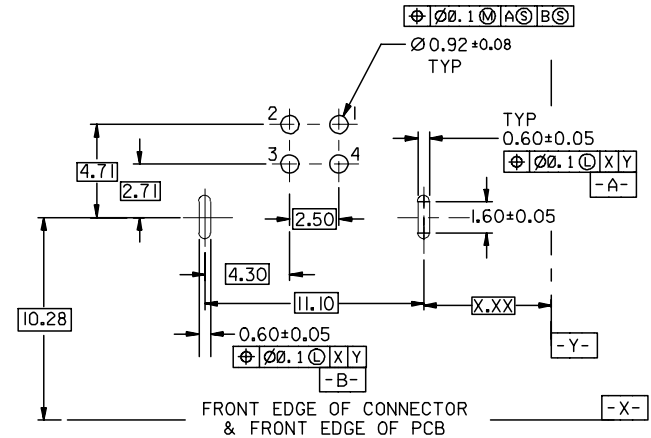 ⌖ Ø0.1 Ⓜ A Ⓢ B Ⓢ
Ø 0.92 ±0.08
TYP
2 1
3 4
TYP
0.60±0.05
⌖ Ø0.1 Ⓛ X Y
-A-
4.71
2.71
2.50
1.60±0.05
4.30
11.10
X.XX
10.28
0.60±0.05
⌖ Ø0.1 Ⓛ X Y
-B-
-Y-
FRONT EDGE OF CONNECTOR
& FRONT EDGE OF PCB
-X-